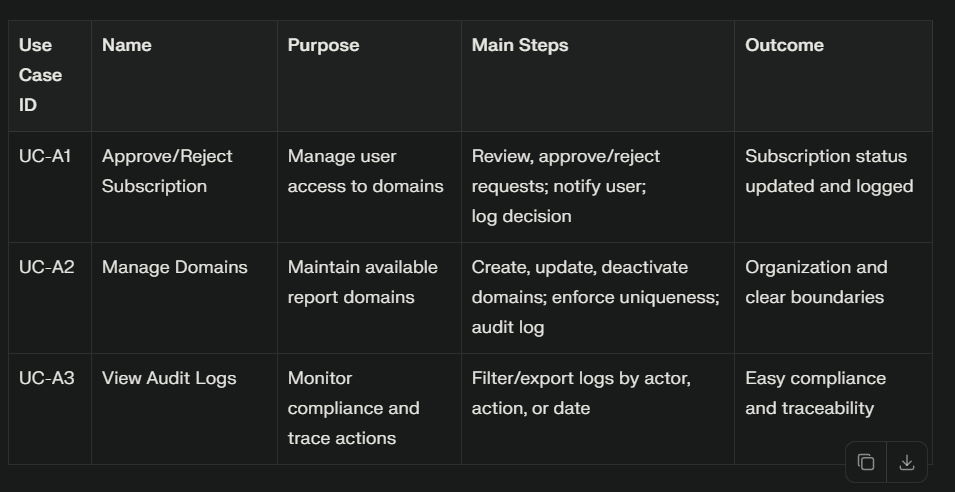 Use
Case
ID
Name
Purpose
Main Steps
Outcome
UC-A1
Approve/Reject
Subscription
Manage user
access to domains
Review, approve/reject
requests; notify user;
log decision
Subscription status
updated and logged
UC-A2
Manage Domains
Maintain available
report domains
Create, update, deactivate
domains; enforce uniqueness;
audit log
Organization and
clear boundaries
UC-A3
View Audit Logs
Monitor
compliance and
trace actions
Filter/export logs by actor,
action, or date
Easy compliance
and traceability